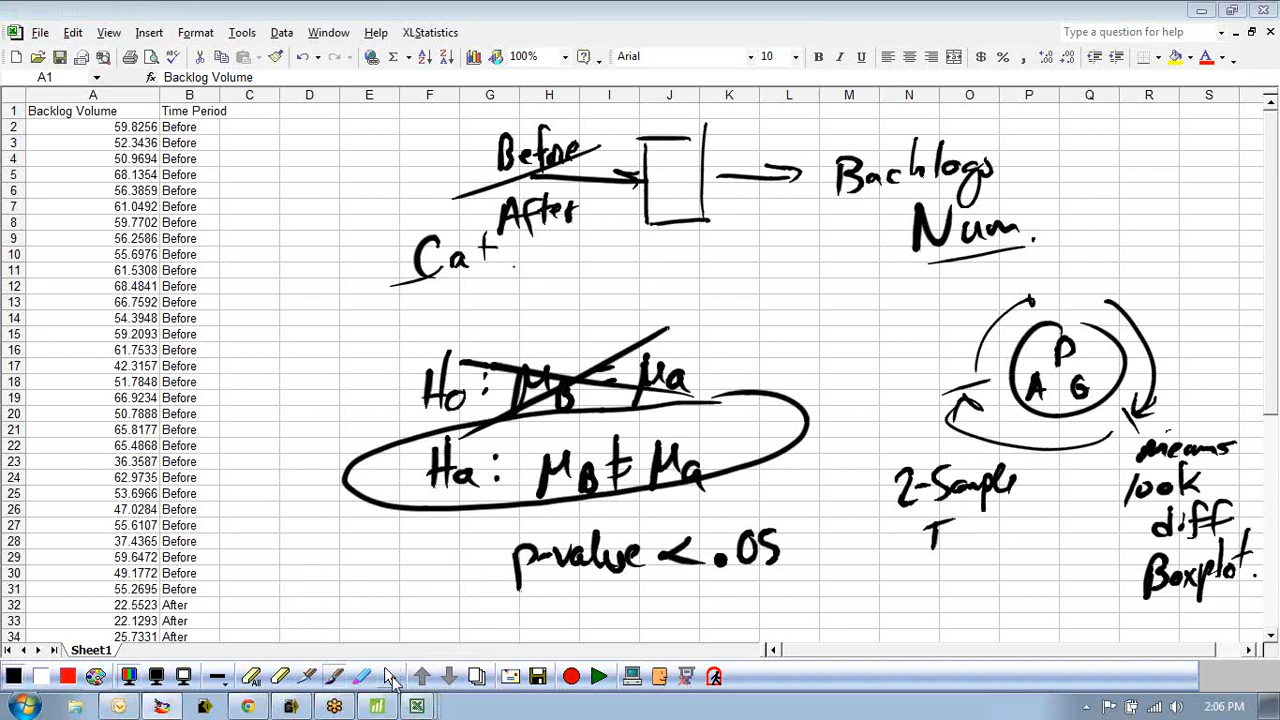 File Edit View Insert Format Tools Data Window Help XLStatistics Type a question for help
100% Arial 10 B I U $ %
A1 fx Backlog Volume
A B C D E F G H I J K L M N O P Q R S
1 Backlog Volume Time Period
2 59.8256 Before
3 52.3436 Before
4 50.9694 Before
5 68.1354 Before
6 56.3859 Before
7 61.0492 Before
8 59.7702 Before
9 56.2586 Before
10 55.6976 Before
11 61.5308 Before
12 68.4841 Before
13 66.7592 Before
14 54.3948 Before
15 59.2093 Before
16 61.7533 Before
17 42.3157 Before
18 51.7848 Before
19 66.9234 Before
20 50.7888 Before
21 65.8177 Before
22 65.4868 Before
23 36.3587 Before
24 62.9735 Before
25 53.6966 Before
26 47.0284 Before
27 55.6107 Before
28 37.4365 Before
29 59.6472 Before
30 49.1772 Before
31 55.2695 Before
32 22.5523 After
33 22.1293 After
34 25.7331 After
Before
After
Cat
Backlogs
Num.
Ho: μB = μa
Ha: μB ≠ μa
p-value < .05
P
A G
2-Sample
T
means
look
diff
Boxplot.
Sheet1
2:06 PM